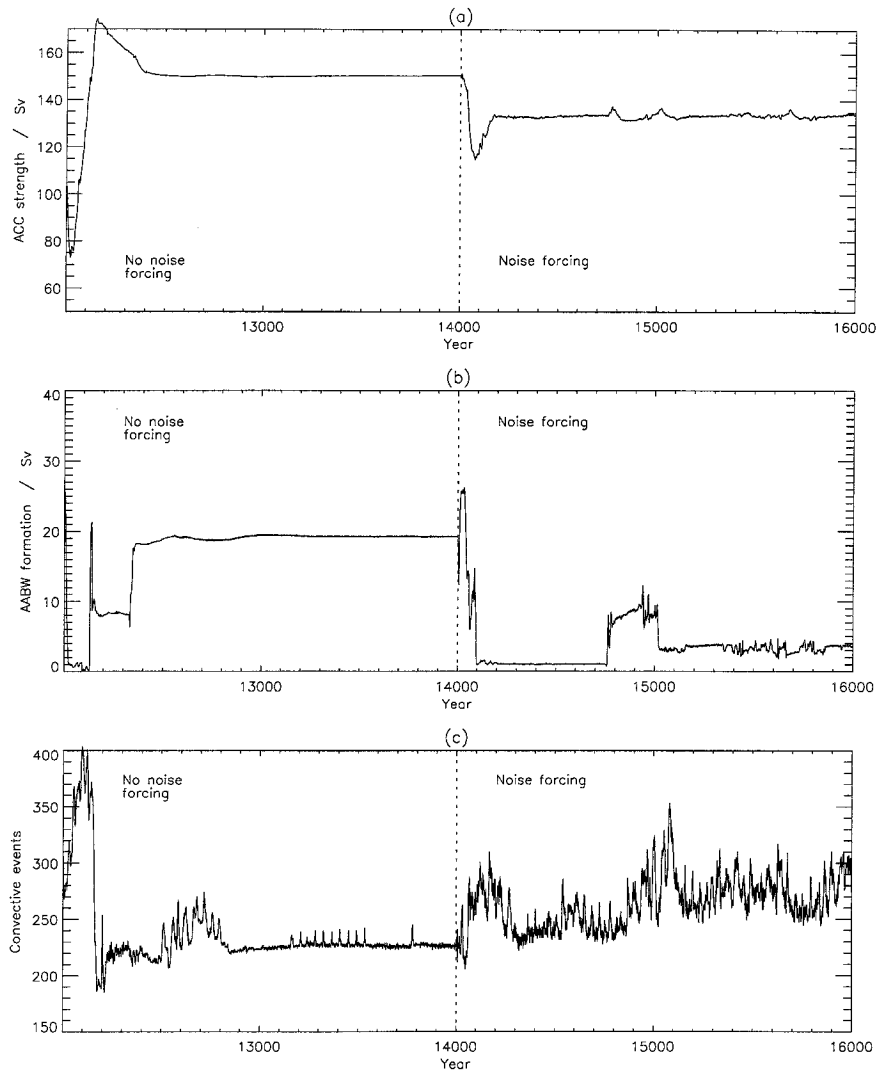 (a)
160
140
120
100
80
60
ACC strength / Sv
No noise
forcing
Noise forcing
13000
14000
15000
16000
Year
(b)
40
30
20
10
0
AABW formation / Sv
No noise
forcing
Noise forcing
13000
14000
15000
16000
Year
(c)
400
350
300
250
200
150
Convective events
No noise
forcing
Noise forcing
13000
14000
15000
16000
Year